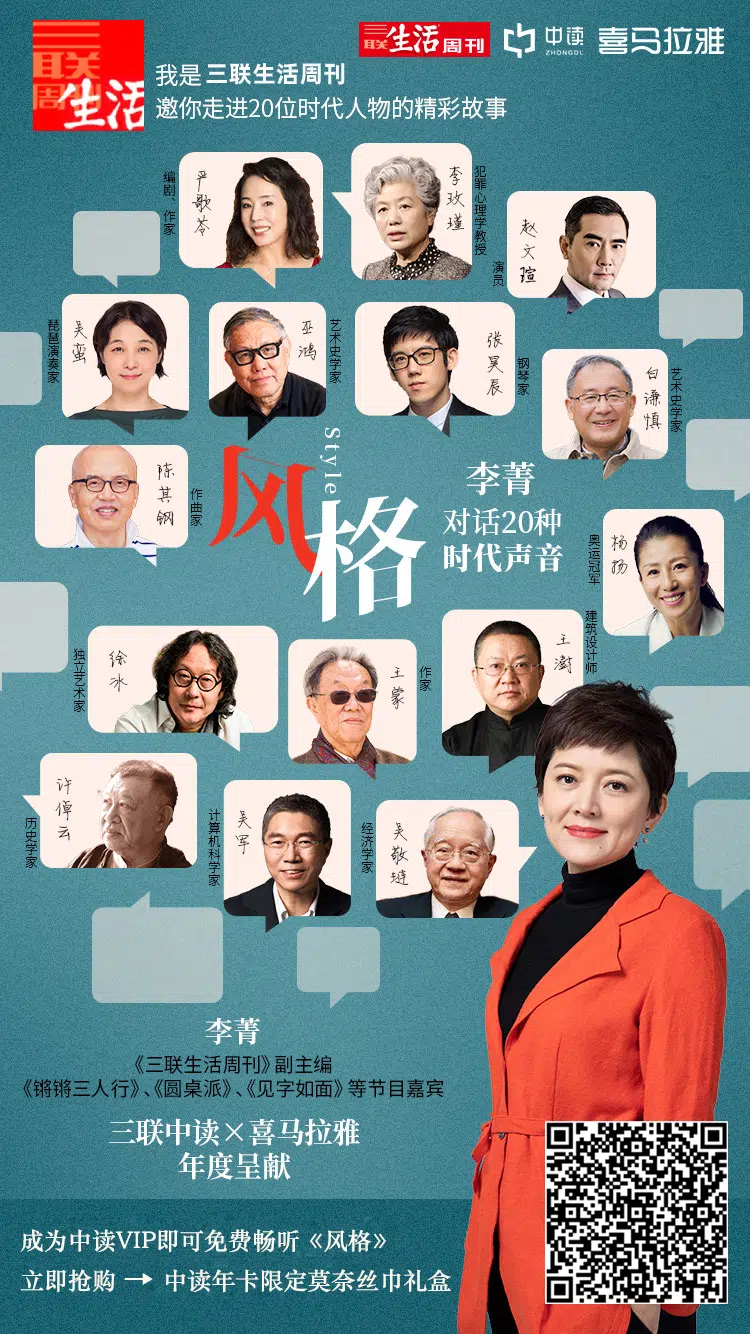 三联生活周刊
三联生活周刊
中读
ZHONGDU
喜马拉雅
我是三联生活周刊
邀你走进20位时代人物的精彩故事
编剧、作家
严歌苓
李玫瑾
犯罪心理学教授
演员
赵文瑄
琵琶演奏家
吴蛮
巫鸿
艺术史学家
张昊辰
钢琴家
白谦慎
艺术史学家
陈其钢
作曲家
Style
风格
李菁
对话20种
时代声音
奥运冠军
杨扬
独立艺术家
徐冰
王蒙
作家
王澍
建筑设计师
历史学家
许倬云
计算机科学家
吴军
经济学家
吴敬琏
李菁
《三联生活周刊》副主编
《锵锵三人行》、《圆桌派》、《见字如面》等节目嘉宾
三联中读×喜马拉雅
年度呈献
成为中读VIP即可免费畅听《风格》
立即抢购 → 中读年卡限定莫奈丝巾礼盒